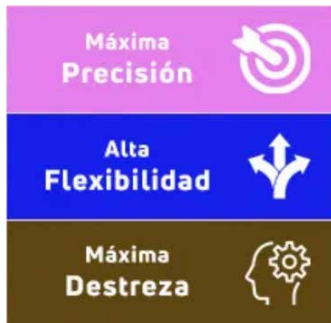 Máxima
Precisión
Alta
Flexibilidad
Máxima
Destreza